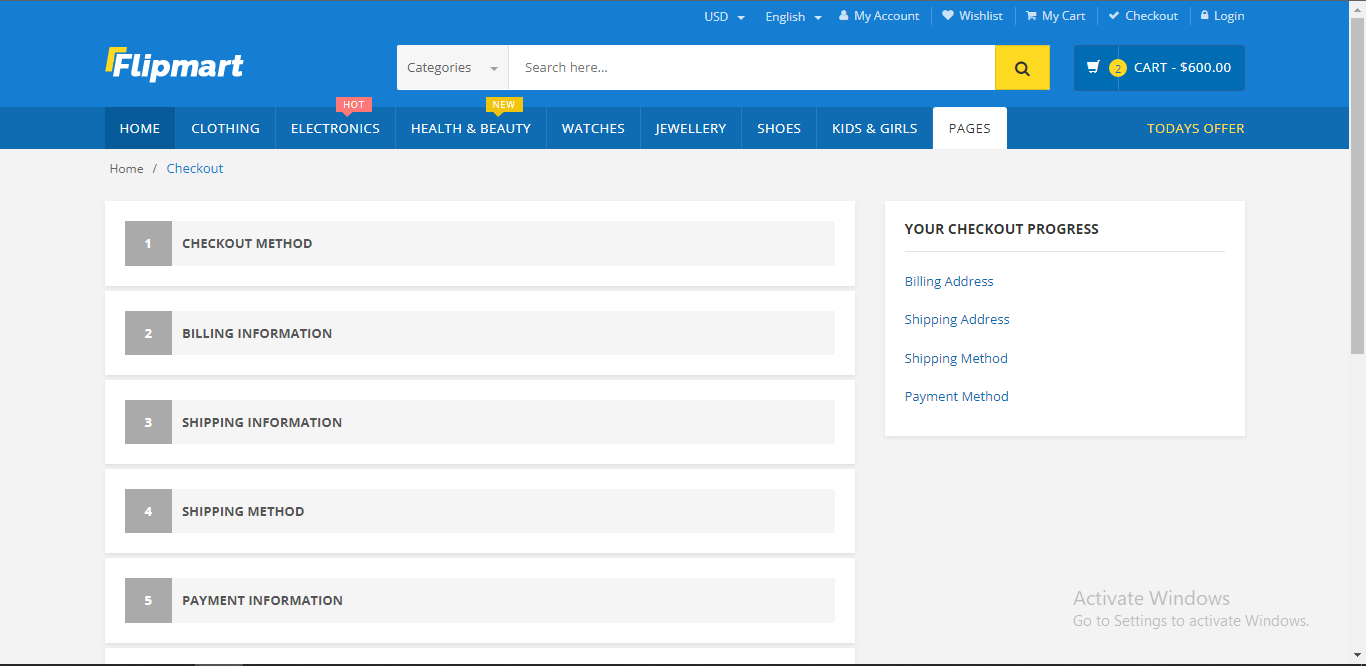 USD English My Account Wishlist My Cart Checkout Login
Flipmart
Categories Search here... 2 CART - $600.00
HOT NEW
HOME CLOTHING ELECTRONICS HEALTH & BEAUTY WATCHES JEWELLERY SHOES KIDS & GIRLS PAGES TODAYS OFFER
Home / Checkout
1 CHECKOUT METHOD
2 BILLING INFORMATION
3 SHIPPING INFORMATION
4 SHIPPING METHOD
5 PAYMENT INFORMATION
YOUR CHECKOUT PROGRESS
Billing Address
Shipping Address
Shipping Method
Payment Method
Activate Windows
Go to Settings to activate Windows.